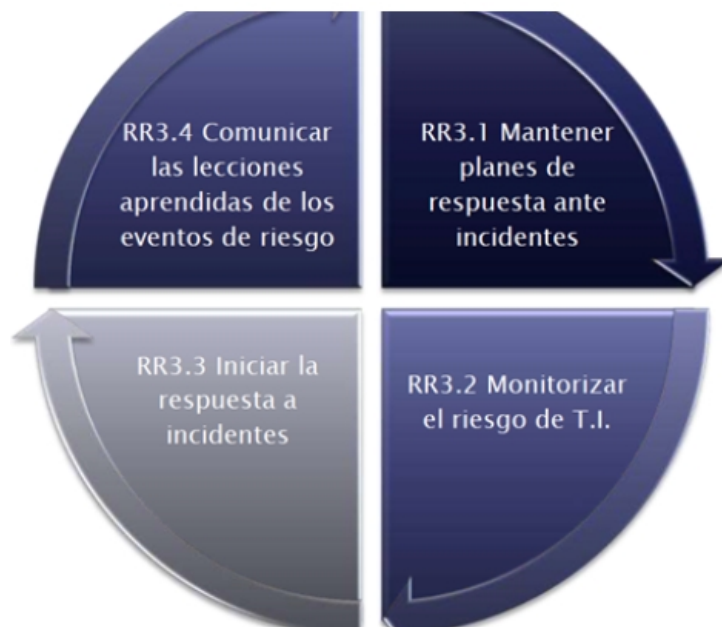 RR3.4 Comunicar
las lecciones
aprendidas de los
eventos de riesgo
RR3.1 Mantener
planes de
respuesta ante
incidentes
RR3.3 Iniciar la
respuesta a
incidentes
RR3.2 Monitorizar
el riesgo de T.I.